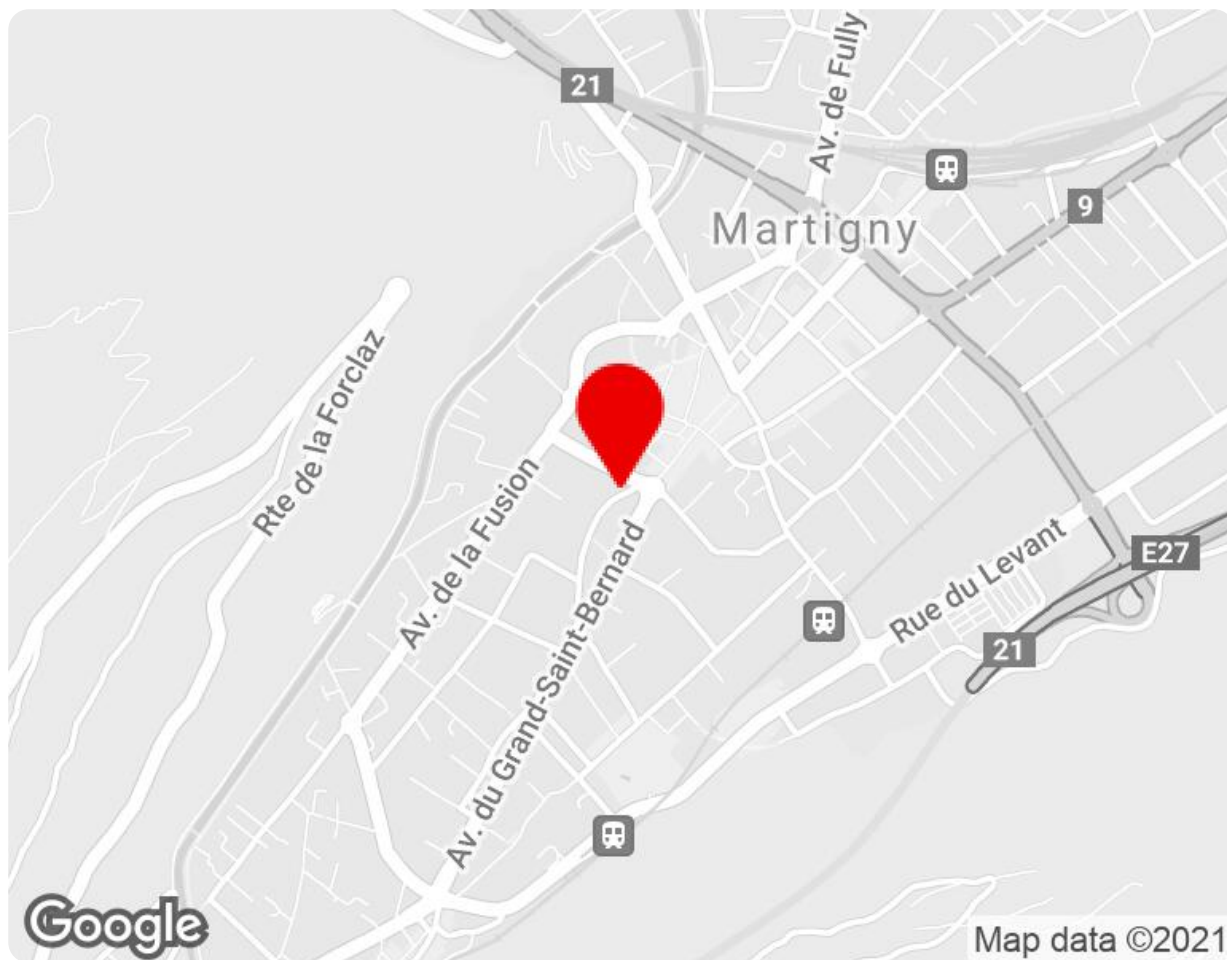 21
Av. de Fully
9
Martigny
Rte de la Forclaz
Av. de la Fusion
E27
Rue du Levant
21
Av. du Grand-Saint-Bernard
Google
Map data ©2021